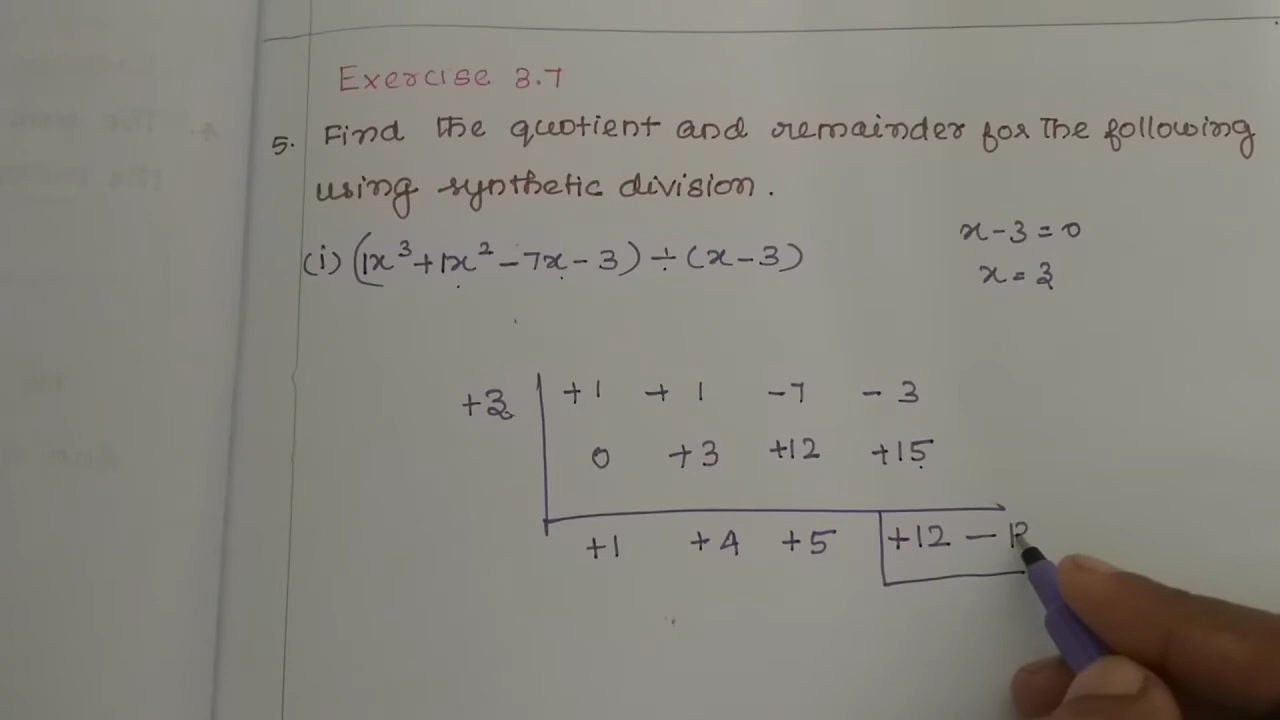 Exercise 3.7
5. Find the quotient and remainder for the following
using synthetic division.
(i) (1x³ + 1x² - 7x - 3) ÷ (x - 3)
x - 3 = 0
x = 3
+3 +1 + 1 -7 - 3
0 +3 +12 +15
+1 +4 +5 +12 — R